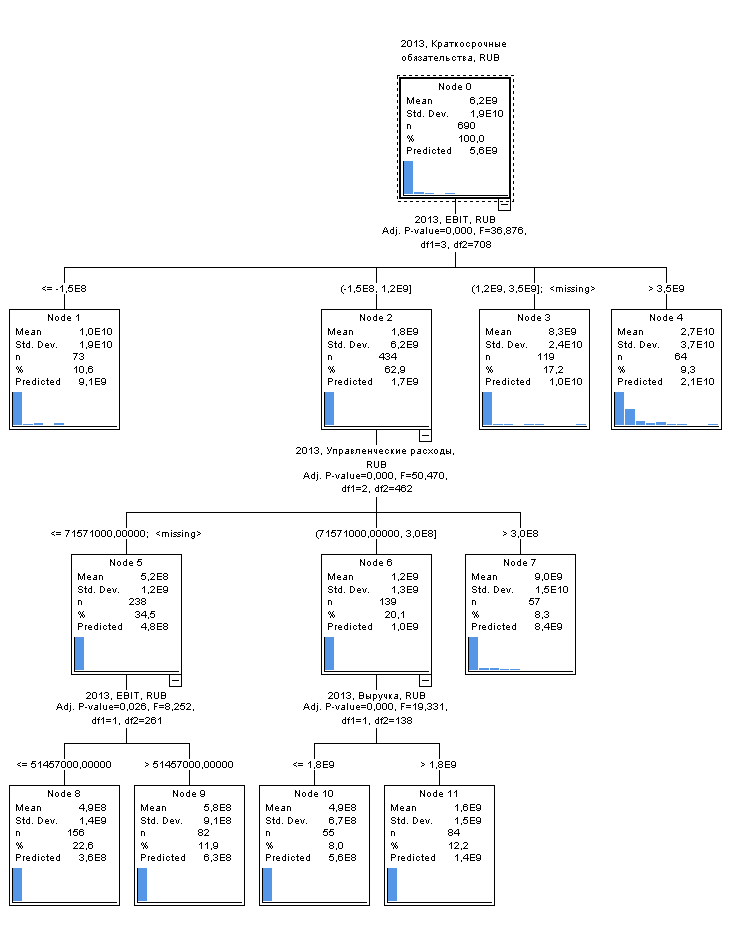 2013, Краткосрочные
обязательства, RUB
Node 0
Mean 6,2E9
Std. Dev. 1,9E10
n 690
% 100,0
Predicted 5,6E9
2013, EBIT, RUB
Adj. P-value=0,000, F=36,876,
df1=3, df2=708
<= -1,5E8
(-1,5E8, 1,2E9]
(1,2E9, 3,5E9]; <missing>
> 3,5E9
Node 1
Mean 1,0E10
Std. Dev. 1,9E10
n 73
% 10,6
Predicted 9,1E9
Node 2
Mean 1,8E9
Std. Dev. 6,2E9
n 434
% 62,9
Predicted 1,7E9
Node 3
Mean 8,3E9
Std. Dev. 2,4E10
n 119
% 17,2
Predicted 1,0E10
Node 4
Mean 2,7E10
Std. Dev. 3,7E10
n 64
% 9,3
Predicted 2,1E10
2013, Управленческие расходы,
RUB
Adj. P-value=0,000, F=50,470,
df1=2, df2=462
<= 71571000,00000; <missing>
(71571000,00000, 3,0E8]
> 3,0E8
Node 5
Mean 5,2E8
Std. Dev. 1,2E9
n 238
% 34,5
Predicted 4,8E8
Node 6
Mean 1,2E9
Std. Dev. 1,3E9
n 139
% 20,1
Predicted 1,0E9
Node 7
Mean 9,0E9
Std. Dev. 1,5E10
n 57
% 8,3
Predicted 8,4E9
2013, EBIT, RUB
Adj. P-value=0,026, F=8,252,
df1=1, df2=261
2013, Выручка, RUB
Adj. P-value=0,000, F=19,331,
df1=1, df2=138
<= 51457000,00000
> 51457000,00000
<= 1,8E9
> 1,8E9
Node 8
Mean 4,9E8
Std. Dev. 1,4E9
n 156
% 22,6
Predicted 3,6E8
Node 9
Mean 5,8E8
Std. Dev. 9,1E8
n 82
% 11,9
Predicted 6,3E8
Node 10
Mean 4,9E8
Std. Dev. 6,7E8
n 55
% 8,0
Predicted 5,6E8
Node 11
Mean 1,6E9
Std. Dev. 1,5E9
n 84
% 12,2
Predicted 1,4E9